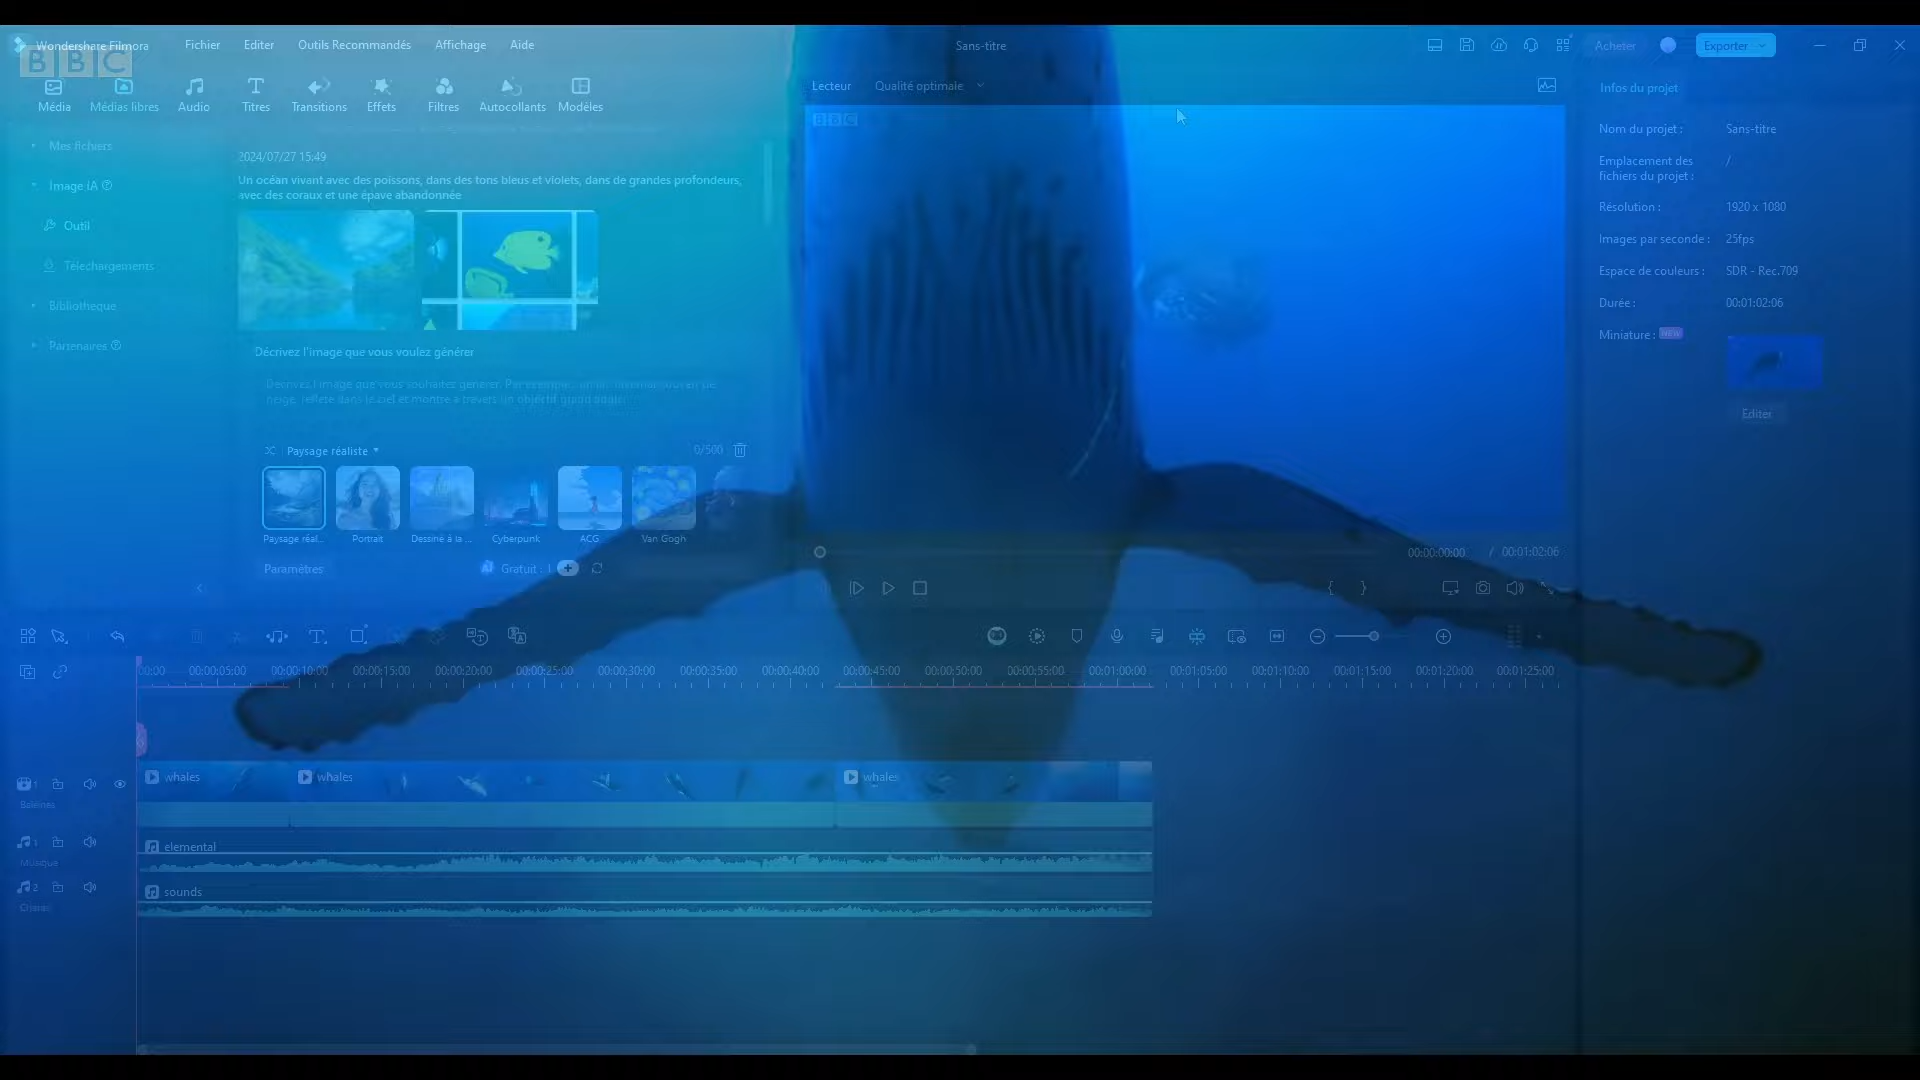 Wondershare Filmora Fichier Editer Outils Recommandés Affichage Aide
Sans-titre
Acheter
Exporter
BBC
Média Médias libres Audio Titres Transitions Effets Filtres Autocollants Modèles
Mes fichiers
Image IA
Outil
Téléchargements
Bibliothèque
Partenaires
2024/07/27 15:49
Un océan vivant avec des poissons, dans des tons bleus et violets, dans de grandes profondeurs,
avec des coraux et une épave abandonnée
Décrivez l'image que vous voulez générer
Paysage réaliste
0/500
Paysage réal... Portrait Dessiné à la ... Cyberpunk ACG Van Gogh
Paramètres
Gratuit :
Lecteur Qualité optimale
BBC
00:00:00:00 / 00:01:02:06
Infos du projet
Nom du projet : Sans-titre
Emplacement des
fichiers du projet : /
Résolution : 1920 x 1080
Images par seconde : 25fps
Espace de couleurs : SDR - Rec.709
Durée : 00:01:02:06
Miniature : NEW
Editer
00:00 00:00:05:00 00:00:10:00 00:00:15:00 00:00:20:00 00:00:25:00 00:00:30:00 00:00:35:00 00:00:40:00 00:00:45:00 00:00:50:00 00:00:55:00 00:01:00:00 00:01:05:00 00:01:10:00 00:01:15:00 00:01:20:00 00:01:25:00
1
Baleines
whales whales whales
1
Musique
elemental
2
sounds